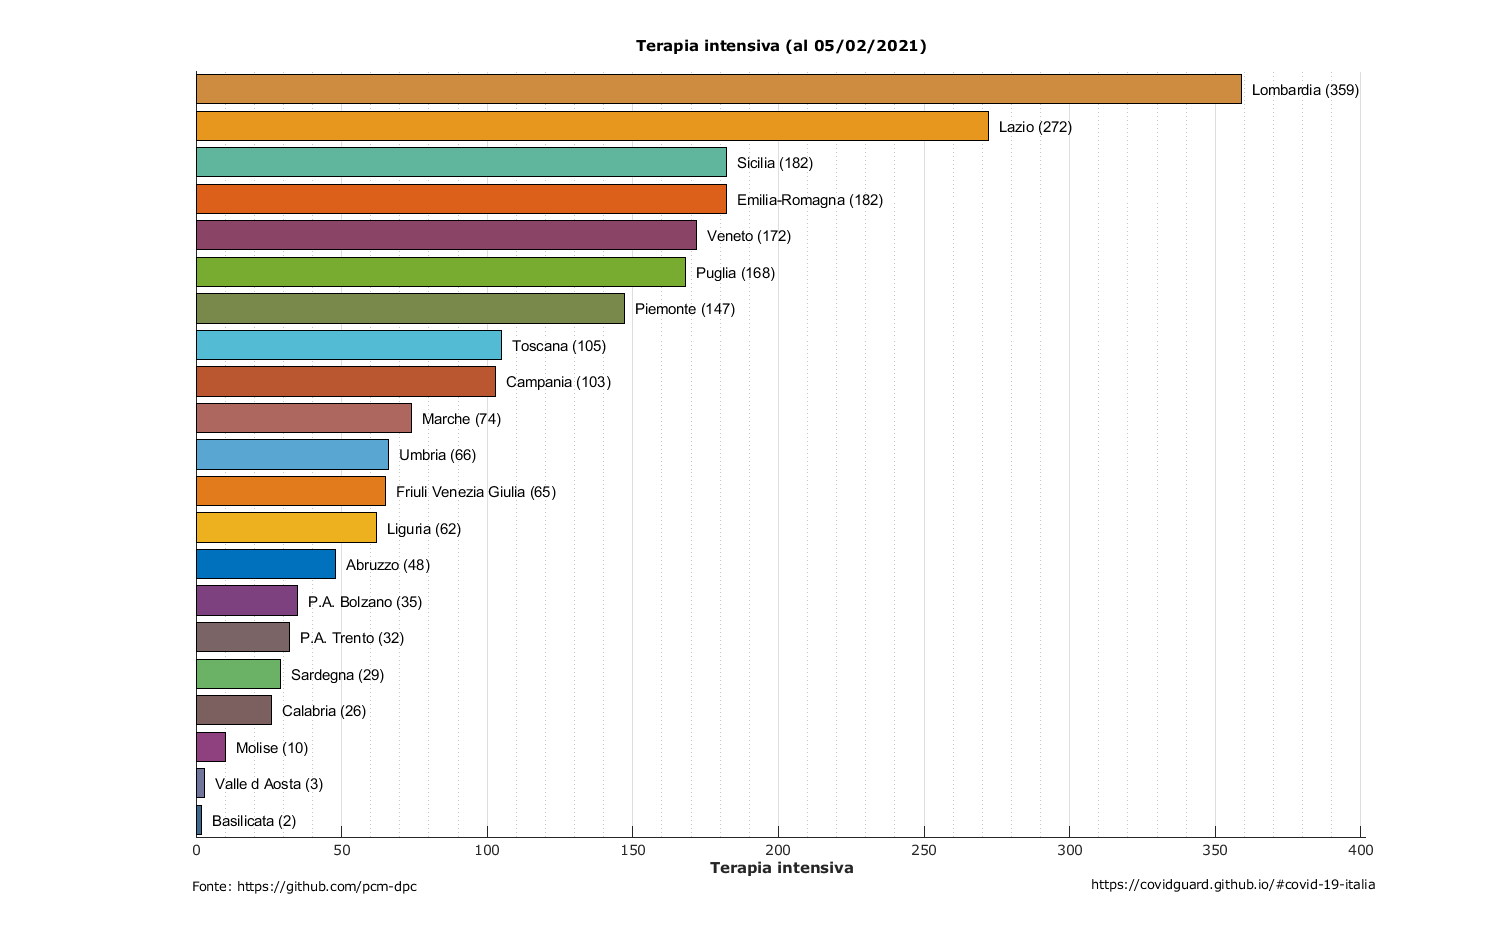 Terapia intensiva (al 05/02/2021)
Lombardia (359)
Lazio (272)
Sicilia (182)
Emilia-Romagna (182)
Veneto (172)
Puglia (168)
Piemonte (147)
Toscana (105)
Campania (103)
Marche (74)
Umbria (66)
Friuli Venezia Giulia (65)
Liguria (62)
Abruzzo (48)
P.A. Bolzano (35)
P.A. Trento (32)
Sardegna (29)
Calabria (26)
Molise (10)
Valle d Aosta (3)
Basilicata (2)
0 50 100 150 200 250 300 350 400
Terapia intensiva
Fonte: https://github.com/pcm-dpc
https://covidguard.github.io/#covid-19-italia